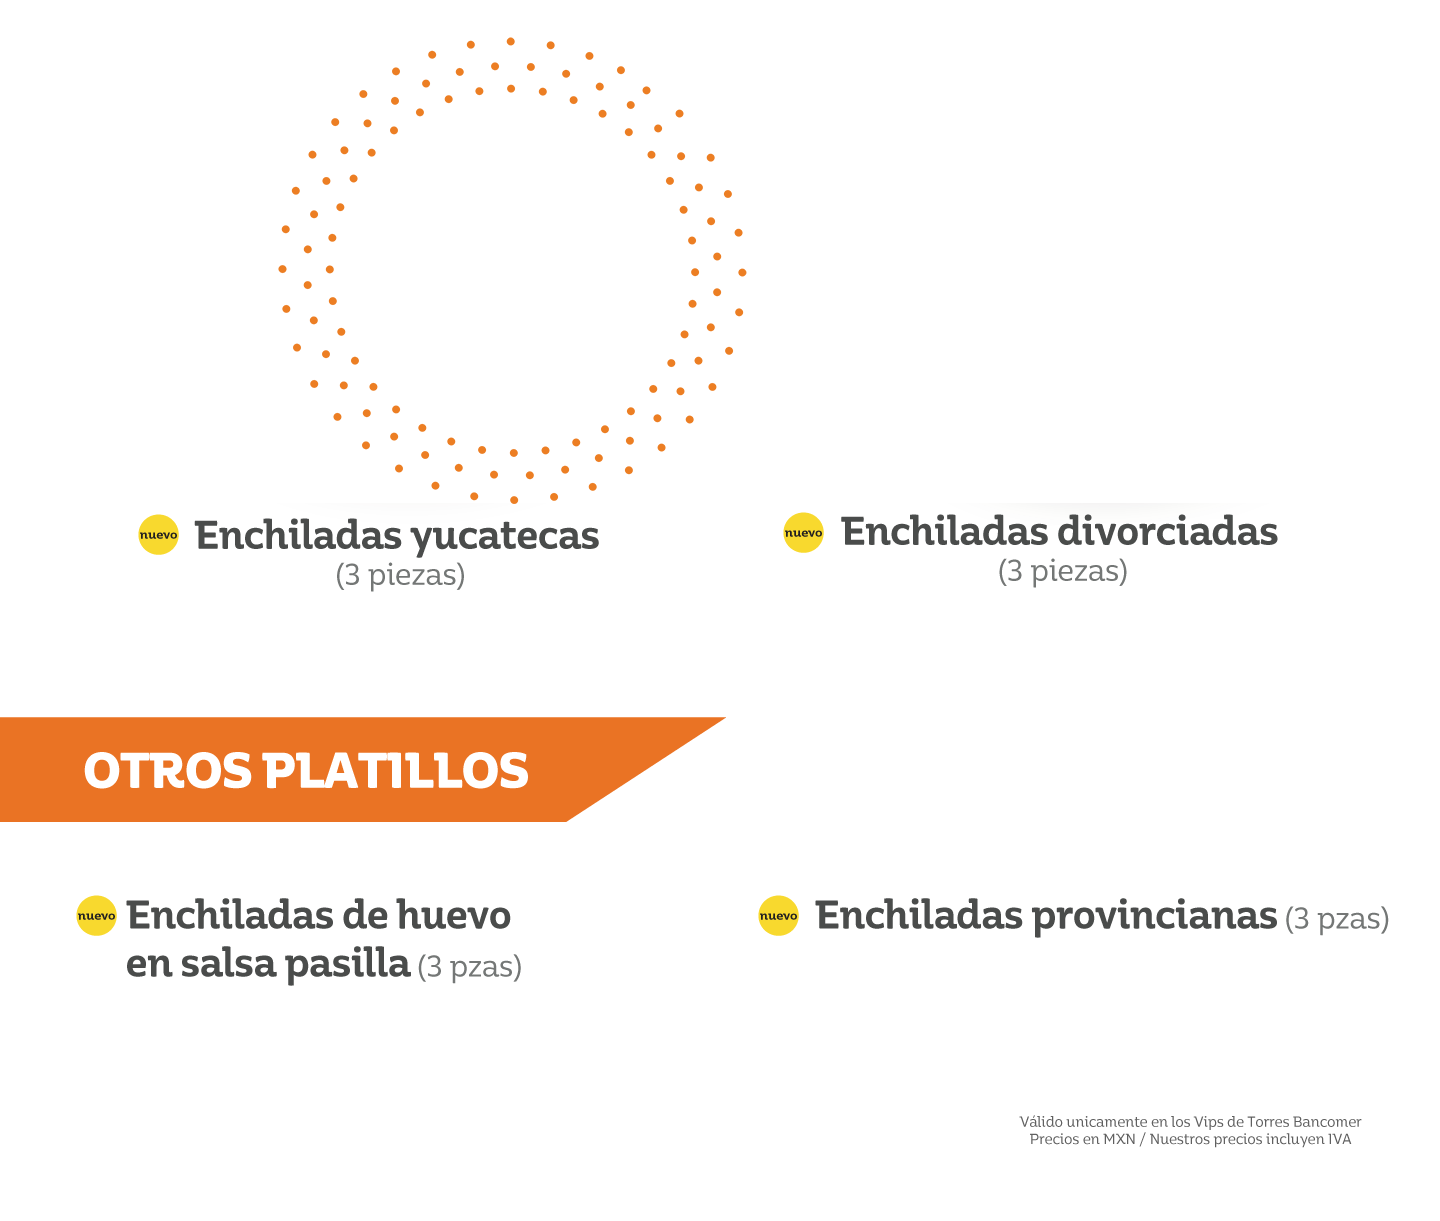 nuevo Enchiladas yucatecas
(3 piezas)
nuevo Enchiladas divorciadas
(3 piezas)
OTROS PLATILLOS
nuevo Enchiladas de huevo
en salsa pasilla (3 pzas)
nuevo Enchiladas provincianas (3 pzas)
Válido unicamente en los Vips de Torres Bancomer
Precios en MXN / Nuestros precios incluyen IVA